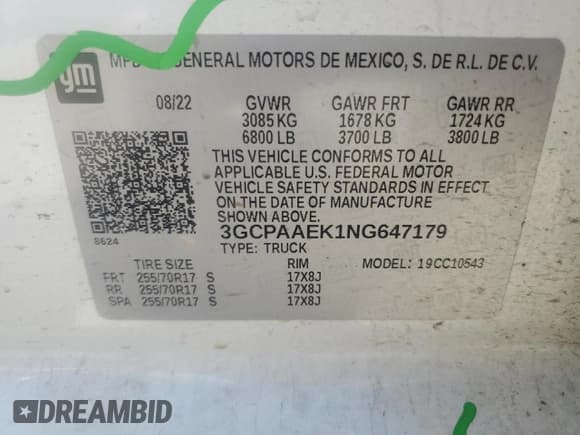 gm
GENERAL MOTORS DE MEXICO, S. DE R.L. DE C.V.
08/22 GVWR GAWR FRT GAWR RR
3085 KG 1678 KG 1724 KG
6800 LB 3700 LB 3800 LB
THIS VEHICLE CONFORMS TO ALL
APPLICABLE U.S. FEDERAL MOTOR
VEHICLE SAFETY STANDARDS IN EFFECT
ON THE DATE OF MANUFACTURE
SHOWN ABOVE.
8624 3GCPAAEK1NG647179
TYPE: TRUCK
TIRE SIZE RIM MODEL: 19CC10543
FRT 255/70R17 S 17X8J
RR 255/70R17 S 17X8J
SPA 255/70R17 S 17X8J
DREAMBID